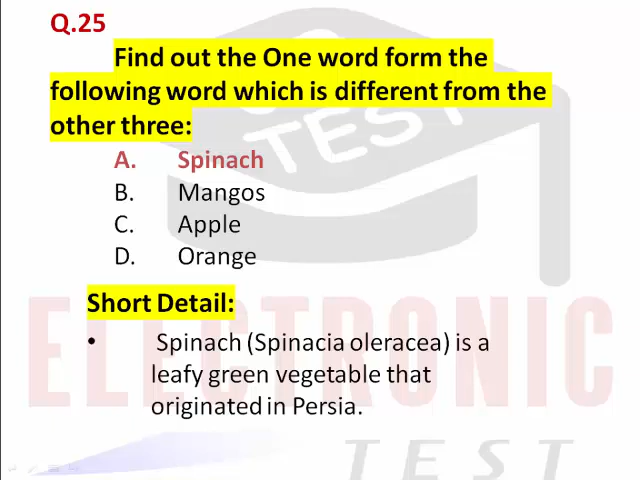 Q.25
Find out the One word form the
following word which is different from the
other three:
A. Spinach
B. Mangos
C. Apple
D. Orange
Short Detail:
• Spinach (Spinacia oleracea) is a
leafy green vegetable that
originated in Persia.
TEST
ELECTRONIC
TEST